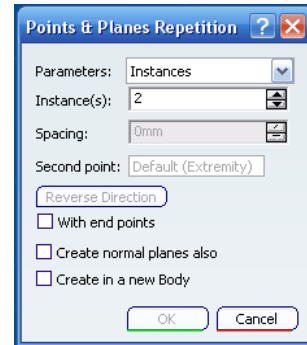 Points & Planes Repetition
Parameters: Instances
Instance(s): 2
Spacing: 0mm
Second point: Default (Extremity)
Reverse Direction
With end points
Create normal planes also
Create in a new Body
OK Cancel